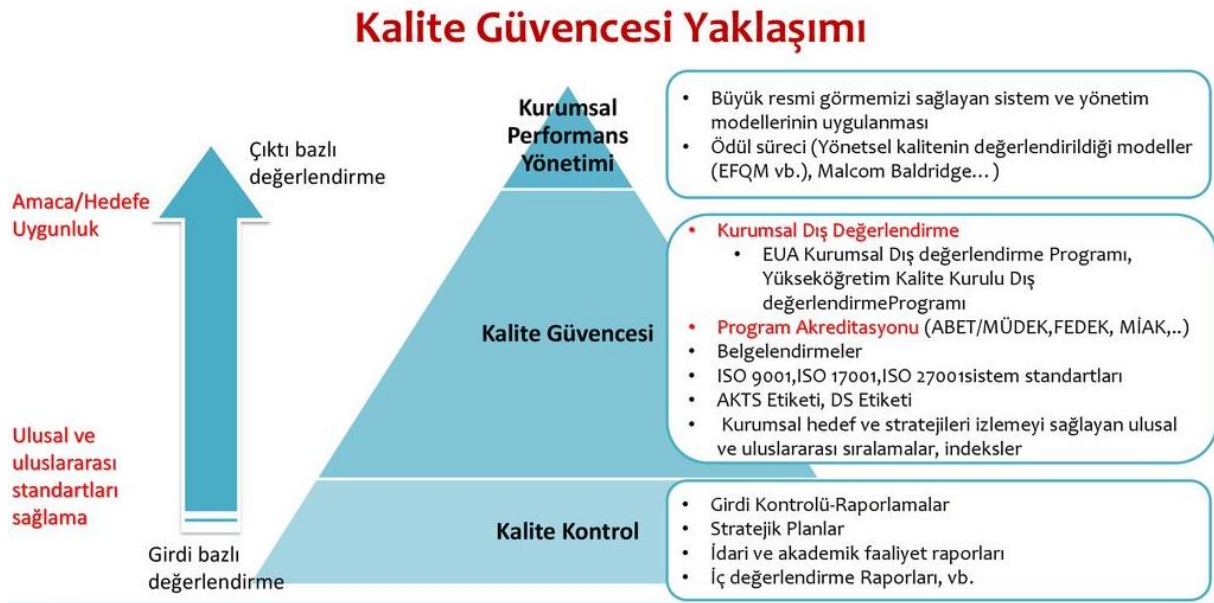 Kalite Güvencesi Yaklaşımı
Çıktı bazlı
değerlendirme
Amaca/Hedefe
Uygunluk
Ulusal ve
uluslararası
standartları
sağlama
Girdi bazlı
değerlendirme
Kurumsal
Performans
Yönetimi
• Büyük resmi görmemizi sağlayan sistem ve yönetim
modellerinin uygulanması
• Ödül süreci (Yönetsel kalitenin değerlendirildiği modeller
(EFQM vb.), Malcom Baldridge...)
Kalite Güvencesi
• Kurumsal Dış Değerlendirme
• EUA Kurumsal Dış değerlendirme Programı,
Yükseköğretim Kalite Kurulu Dış
değerlendirmeProgramı
• Program Akreditasyonu (ABET/MÜDEK,FEDEK, MİAK,..)
• Belgelendirmeler
• ISO 9001,ISO 17001,ISO 27001sistem standartları
• AKTS Etiketi, DS Etiketi
• Kurumsal hedef ve stratejileri izlemeyi sağlayan ulusal
ve uluslararası sıralamalar, indeksler
Kalite Kontrol
• Girdi Kontrolü-Raporlamalar
• Stratejik Planlar
• İdari ve akademik faaliyet raporları
• İç değerlendirme Raporları, vb.